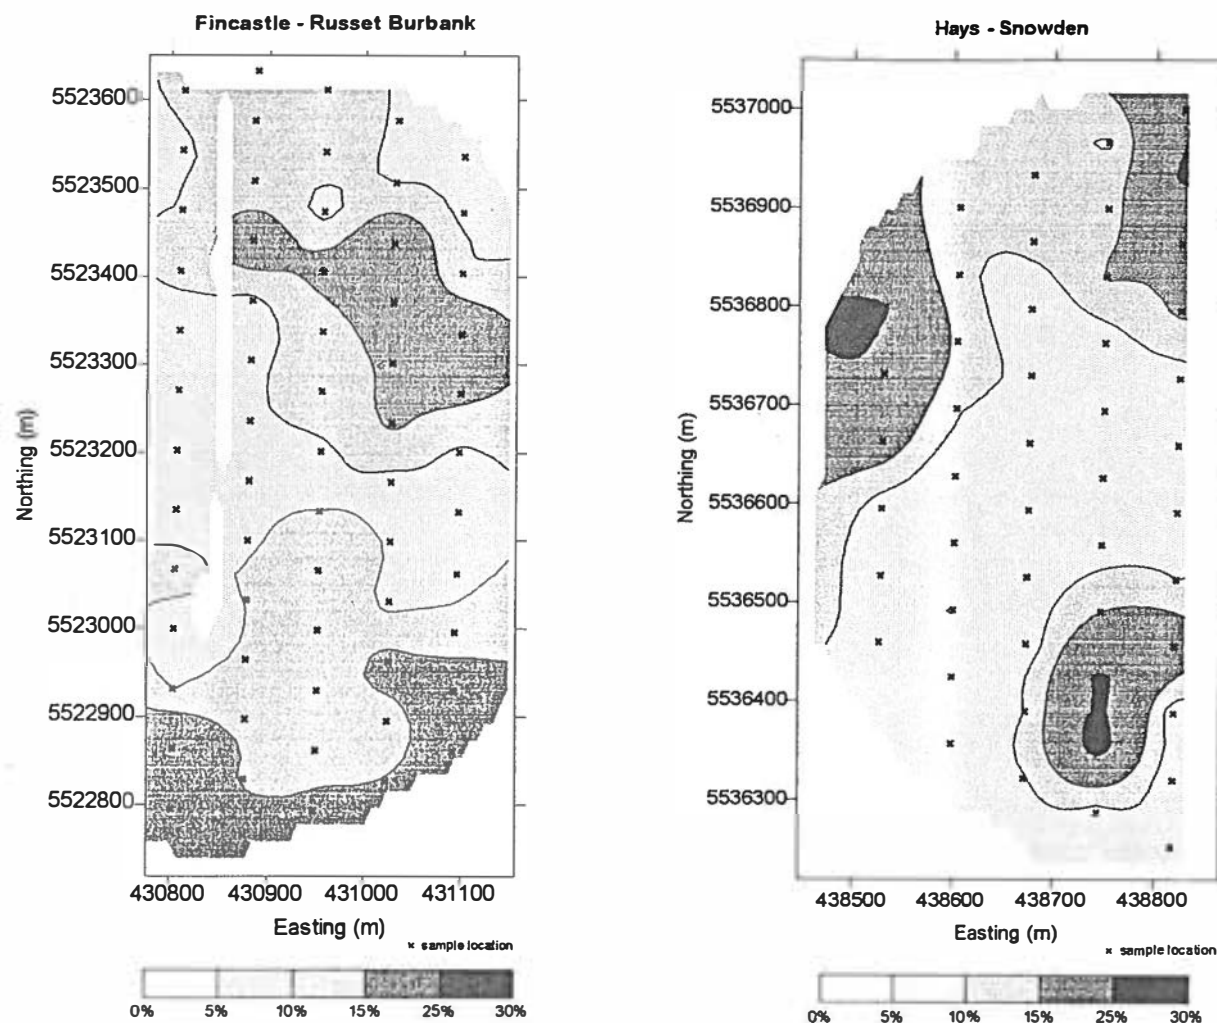 Fincastle - Russet Burbank
5523600
5523500
5523400
5523300
5523200
5523100
5523000
5522900
5522800
Northing (m)
430800 430900 431000 431100
Easting (m)
× sample location
0% 5% 10% 15% 25% 30%
Hays - Snowden
5537000
5536900
5536800
5536700
5536600
5536500
5536400
5536300
Northing (m)
438500 438600 438700 438800
Easting (m)
× sample location
0% 5% 10% 15% 25% 30%